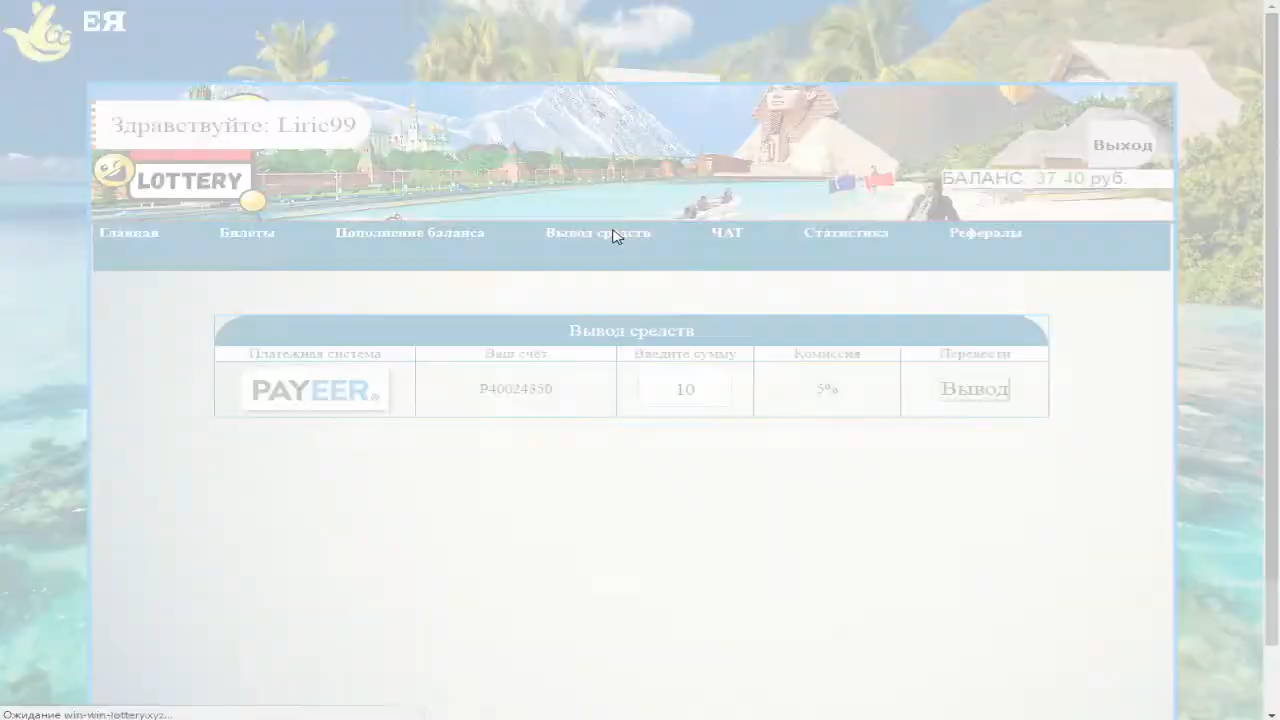 ЕЯ
Здравствуйте: Liric99
Выход
LOTTERY
БАЛАНС: 37.40 руб.
Главная Билеты Пополнение баланса Вывод средств ЧАТ Статистика Рефералы
Вывод средств
Платежная система Ваш счёт Введите сумму Комиссия Перевести
PAYEER® P40024350 10 5% Вывод
Ожидание win-win-lottery.xyz...